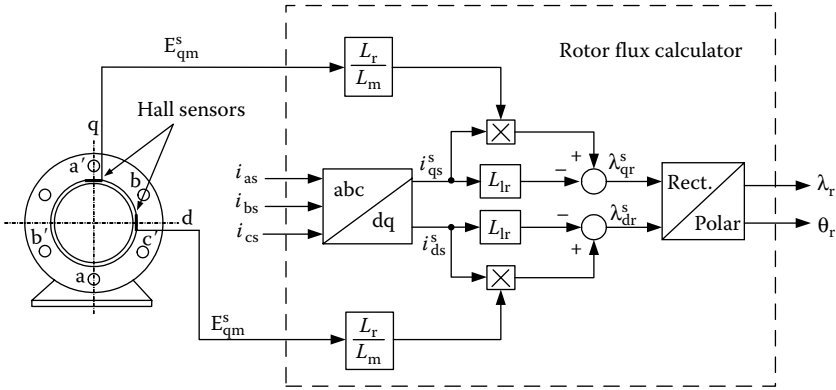 E^s_qm
L_r
L_m
Rotor flux calculator
Hall sensors
q
a′
b
d
b′
c′
a
i_as
i_bs
i_cs
abc
dq
i^s_qs
i^s_ds
L_lr
L_lr
+
−
−
+
λ^s_qr
λ^s_dr
Rect.
Polar
λ_r
θ_r
E^s_qm
L_r
L_m